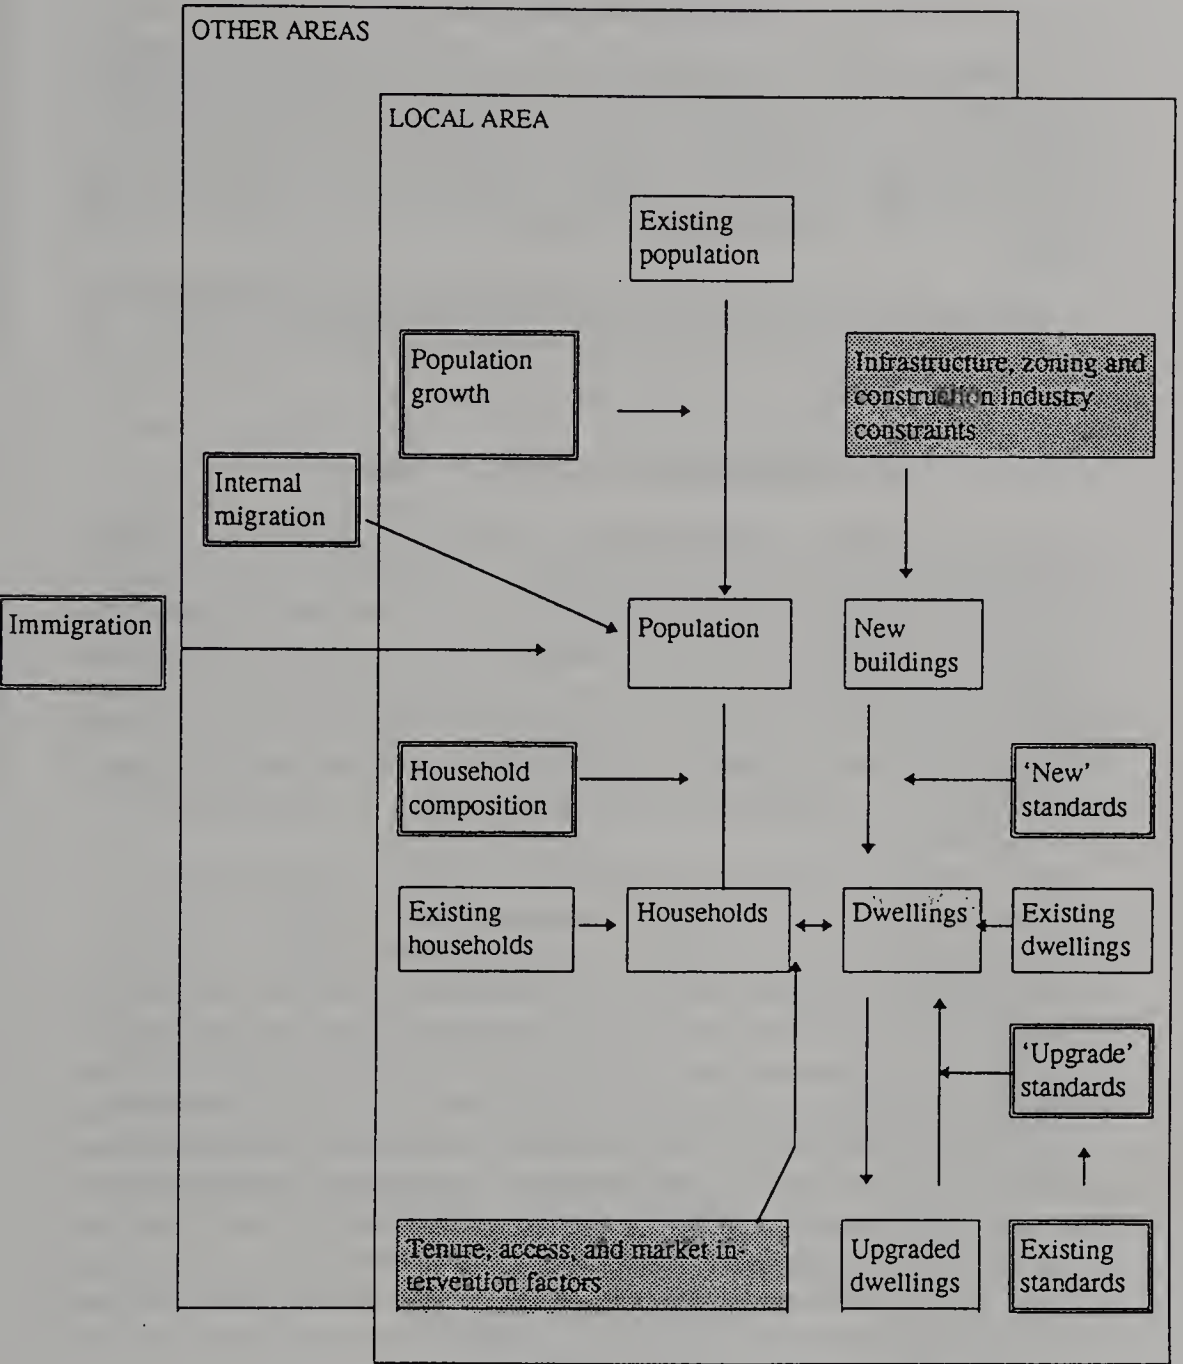 OTHER AREAS
LOCAL AREA
Existing
population
Population
growth
Infrastructure, zoning and
construction industry
constraints
Internal
migration
Immigration
Population
New
buildings
Household
composition
‘New’
standards
Existing
households
Households
Dwellings
Existing
dwellings
‘Upgrade’
standards
Tenure, access, and market in-
tervention factors
Upgraded
dwellings
Existing
standards